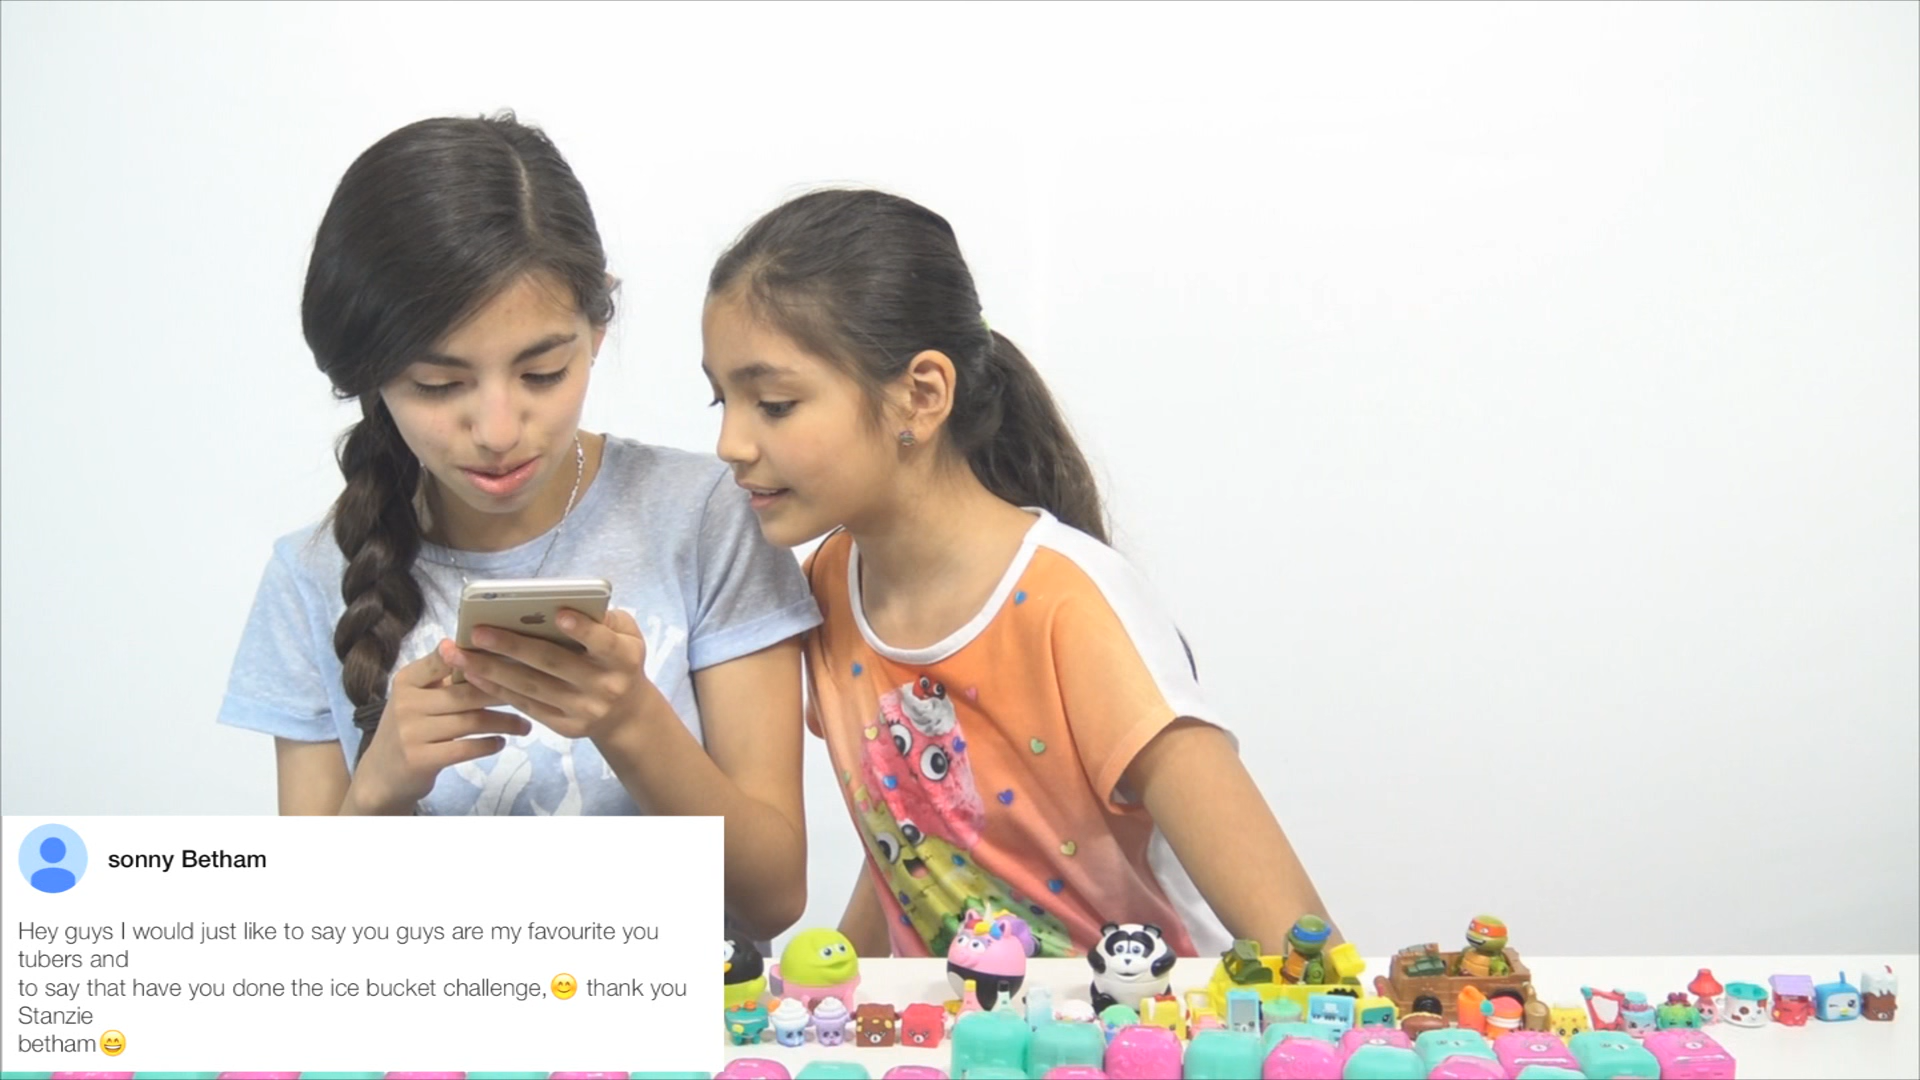 sonny Betham
Hey guys I would just like to say you guys are my favourite you
tubers and
to say that have you done the ice bucket challenge,😊 thank you
Stanzie
betham😄